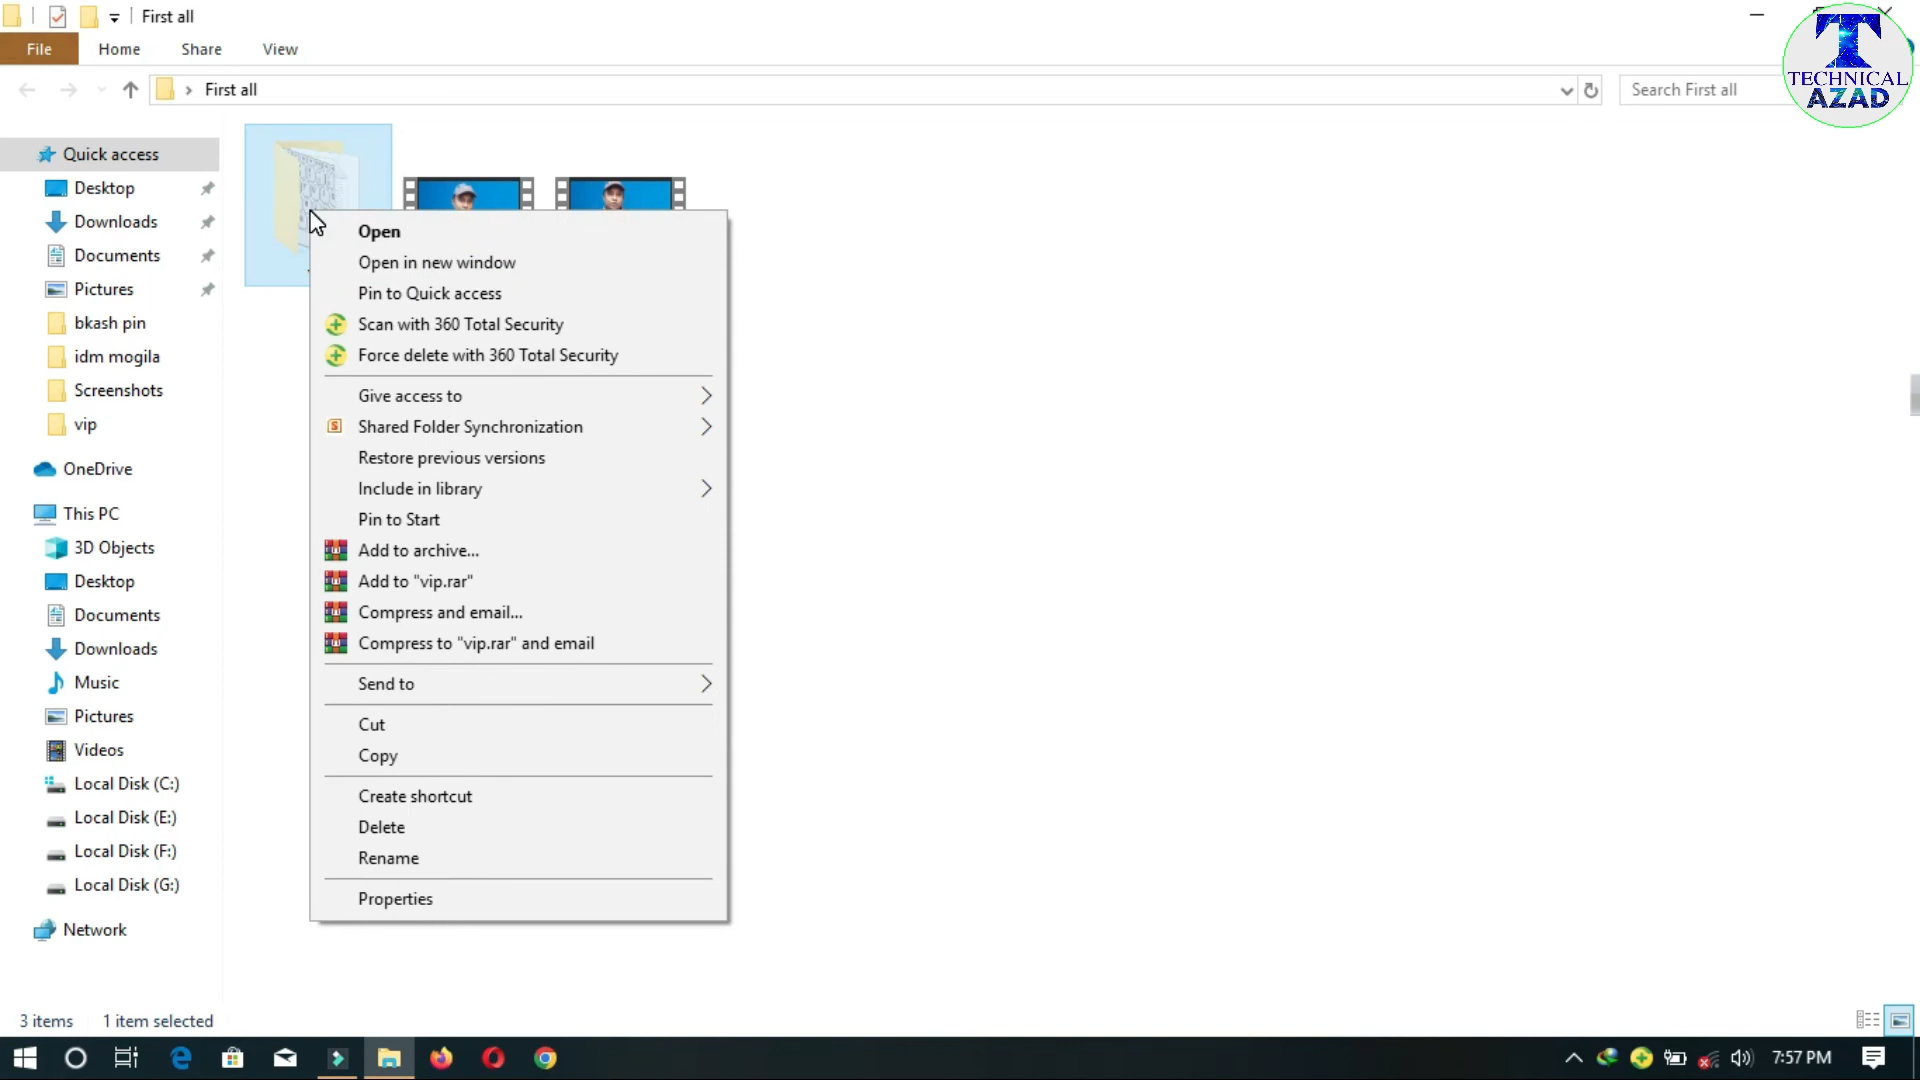 First all
File Home Share View
First all
Search First all
T
TECHNICAL
AZAD
Quick access
Desktop
Downloads
Documents
Pictures
bkash pin
idm mogila
Screenshots
vip
OneDrive
This PC
3D Objects
Desktop
Documents
Downloads
Music
Pictures
Videos
Local Disk (C:)
Local Disk (E:)
Local Disk (F:)
Local Disk (G:)
Network
Open
Open in new window
Pin to Quick access
Scan with 360 Total Security
Force delete with 360 Total Security
Give access to
Shared Folder Synchronization
Restore previous versions
Include in library
Pin to Start
Add to archive...
Add to "vip.rar"
Compress and email...
Compress to "vip.rar" and email
Send to
Cut
Copy
Create shortcut
Delete
Rename
Properties
3 items 1 item selected
7:57 PM